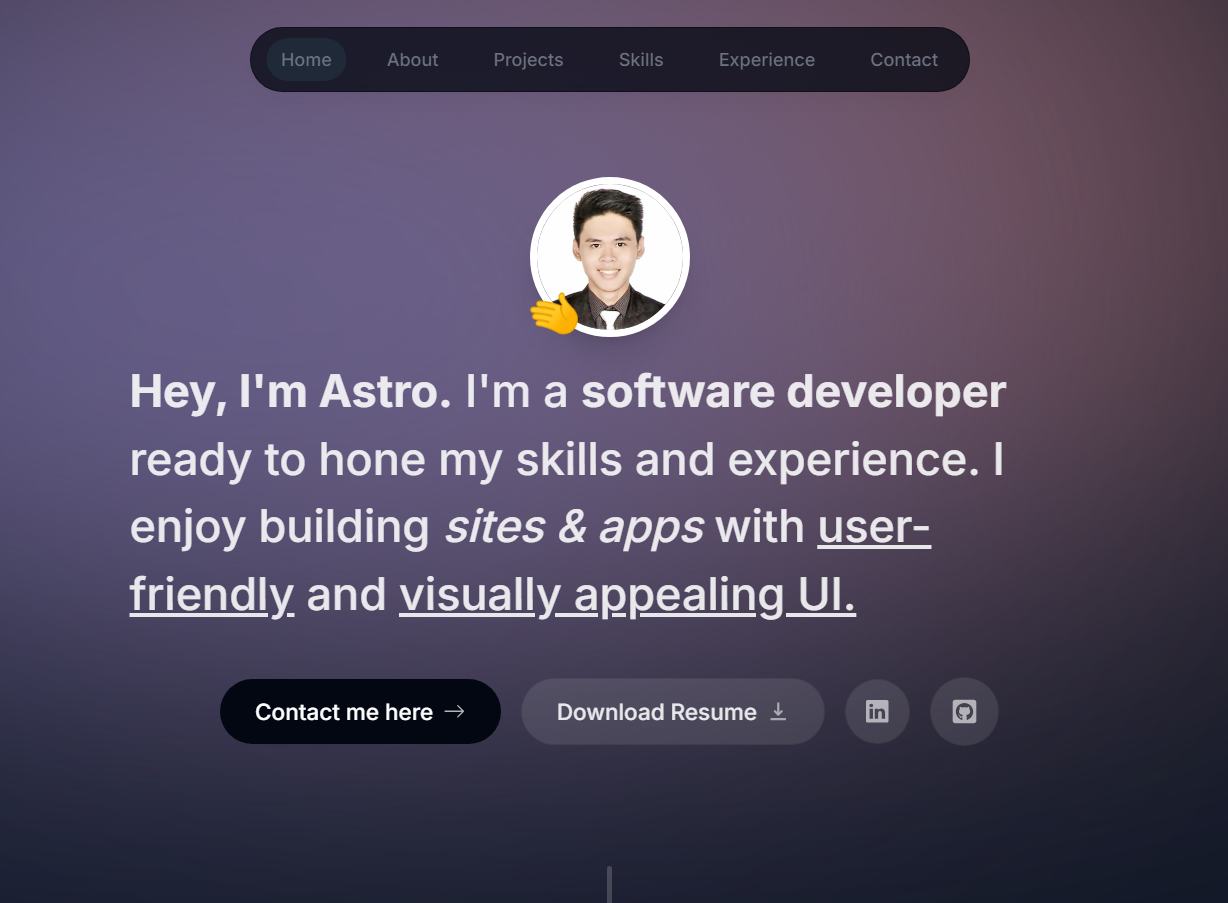 Home About Projects Skills Experience Contact
Hey, I'm Astro. I'm a software developer
ready to hone my skills and experience. I
enjoy building sites & apps with user-
friendly and visually appealing UI.
Contact me here → Download Resume in